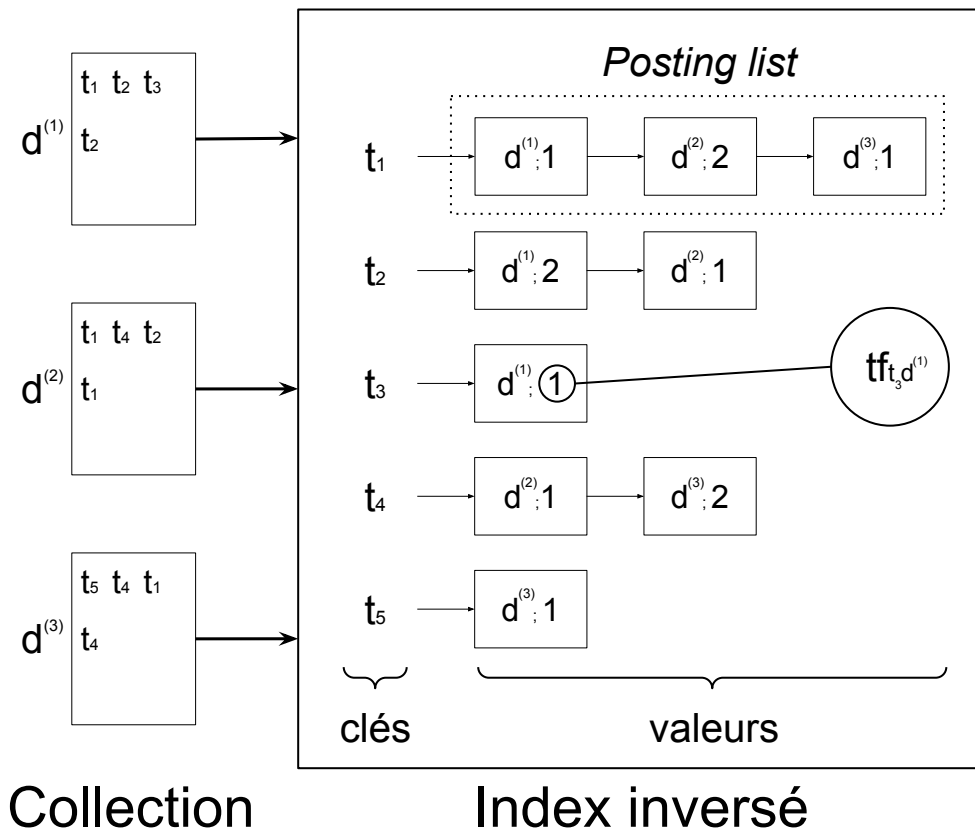 d⁽¹⁾
t₁ t₂ t₃
t₂
d⁽²⁾
t₁ t₄ t₂
t₁
d⁽³⁾
t₅ t₄ t₁
t₄
Collection
Posting list
t₁ d⁽¹⁾; 1 d⁽²⁾; 2 d⁽³⁾; 1
t₂ d⁽¹⁾; 2 d⁽²⁾; 1
t₃ d⁽¹⁾; 1 tf t₃d⁽¹⁾
t₄ d⁽²⁾; 1 d⁽³⁾; 2
t₅ d⁽³⁾; 1
clés valeurs
Index inversé